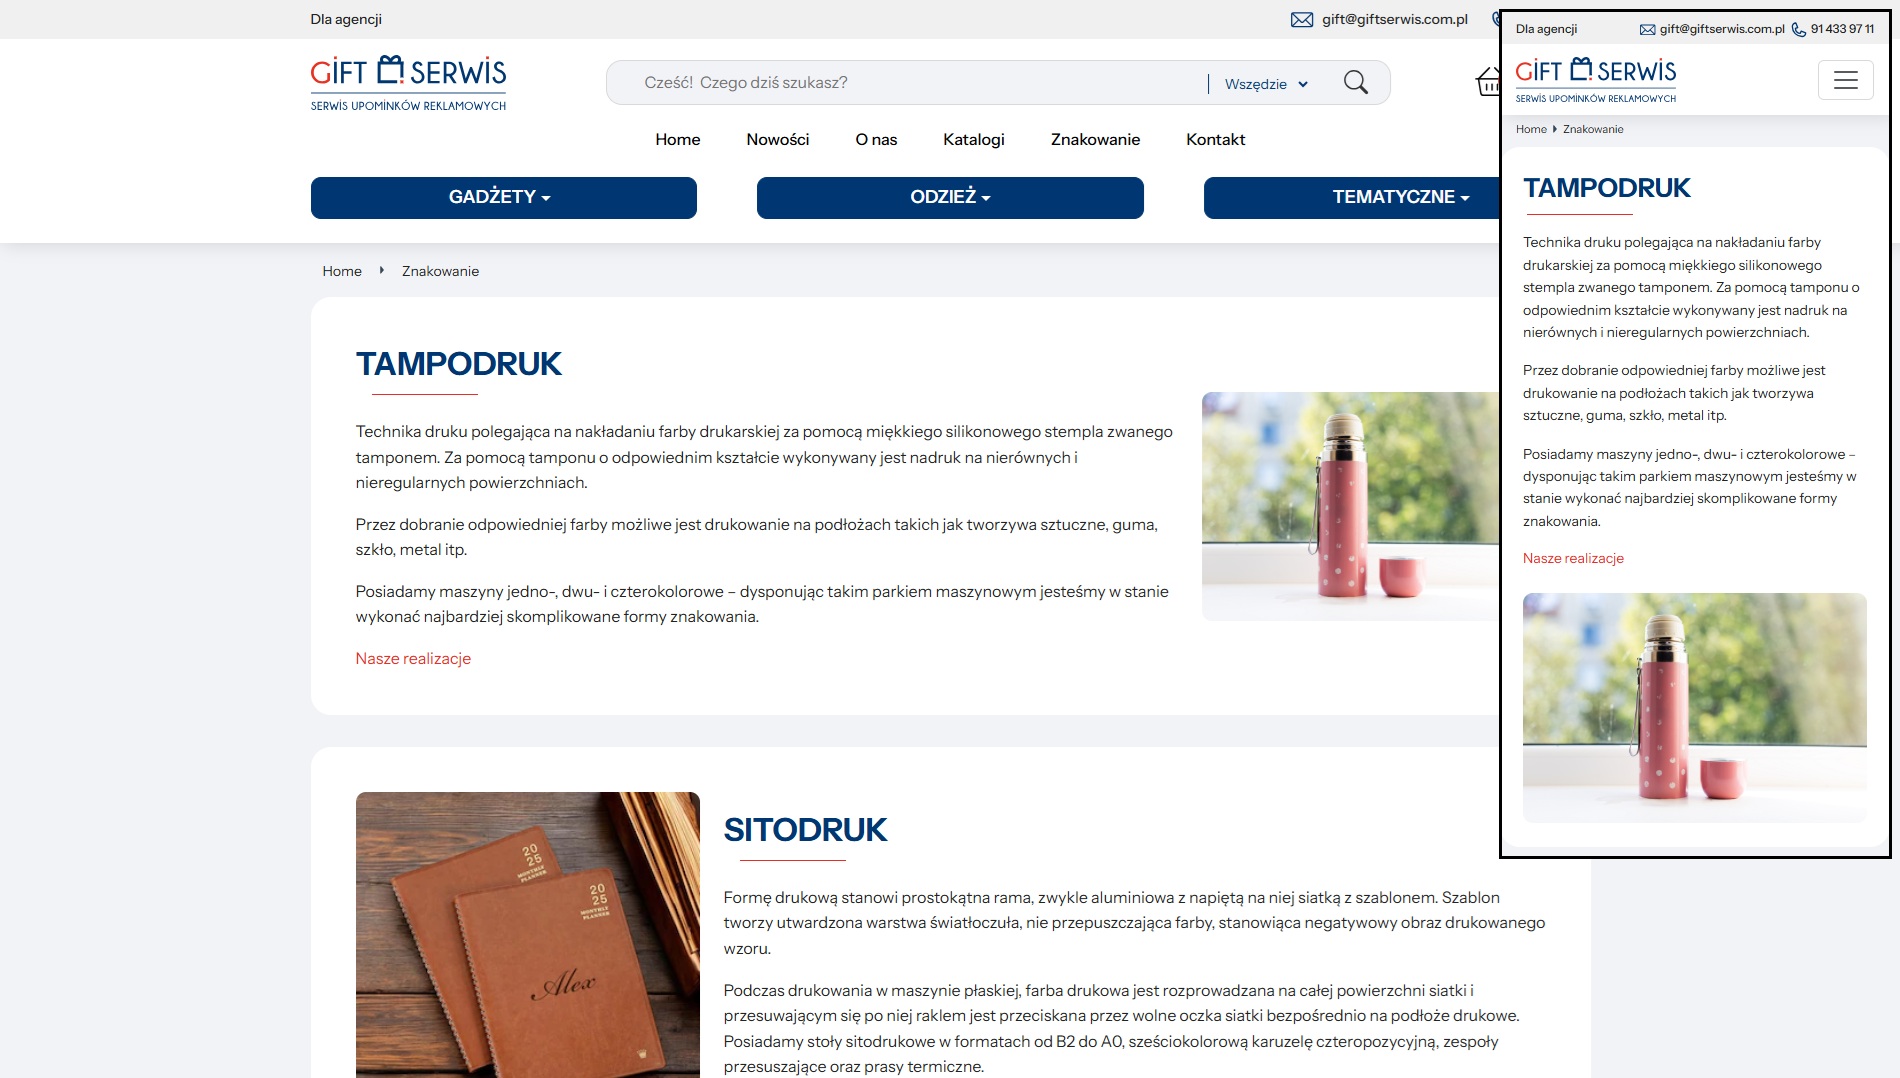 Dla agencji
gift@giftserwis.com.pl
GIFT SERWIS
SERWIS UPOMINKÓW REKLAMOWYCH
Cześć! Czego dziś szukasz?
Wszędzie
Home Nowości O nas Katalogi Znakowanie Kontakt
GADŻETY
ODZIEŻ
TEMATYCZNE
Home Znakowanie
TAMPODRUK
Technika druku polegająca na nakładaniu farby drukarskiej za pomocą miękkiego silikonowego stempla zwanego
tamponem. Za pomocą tamponu o odpowiednim kształcie wykonywany jest nadruk na nierównych i
nieregularnych powierzchniach.
Przez dobranie odpowiedniej farby możliwe jest drukowanie na podłożach takich jak tworzywa sztuczne, guma,
szkło, metal itp.
Posiadamy maszyny jedno-, dwu- i czterokolorowe – dysponując takim parkiem maszynowym jesteśmy w stanie
wykonać najbardziej skomplikowane formy znakowania.
Nasze realizacje
20
25
MONTHLY
PLANNER
20
25
MONTHLY
PLANNER
Alex
SITODRUK
Formę drukową stanowi prostokątna rama, zwykle aluminiowa z napiętą na niej siatką z szablonem. Szablon
tworzy utwardzona warstwa światłoczuła, nie przepuszczająca farby, stanowiąca negatywowy obraz drukowanego
wzoru.
Podczas drukowania w maszynie płaskiej, farba drukowa jest rozprowadzana na całej powierzchni siatki i
przesuwającym się po niej raklem jest przeciskana przez wolne oczka siatki bezpośrednio na podłoże drukowe.
Posiadamy stoły sitodrukowe w formatach od B2 do A0, sześciokolorową karuzelę czteropozycyjną, zespoły
przesuszające oraz prasy termiczne.
Dla agencji
gift@giftserwis.com.pl
91 433 97 11
GIFT SERWIS
SERWIS UPOMINKÓW REKLAMOWYCH
Home Znakowanie
TAMPODRUK
Technika druku polegająca na nakładaniu farby
drukarskiej za pomocą miękkiego silikonowego
stempla zwanego tamponem. Za pomocą tamponu o
odpowiednim kształcie wykonywany jest nadruk na
nierównych i nieregularnych powierzchniach.
Przez dobranie odpowiedniej farby możliwe jest
drukowanie na podłożach takich jak tworzywa
sztuczne, guma, szkło, metal itp.
Posiadamy maszyny jedno-, dwu- i czterokolorowe –
dysponując takim parkiem maszynowym jesteśmy w
stanie wykonać najbardziej skomplikowane formy
znakowania.
Nasze realizacje